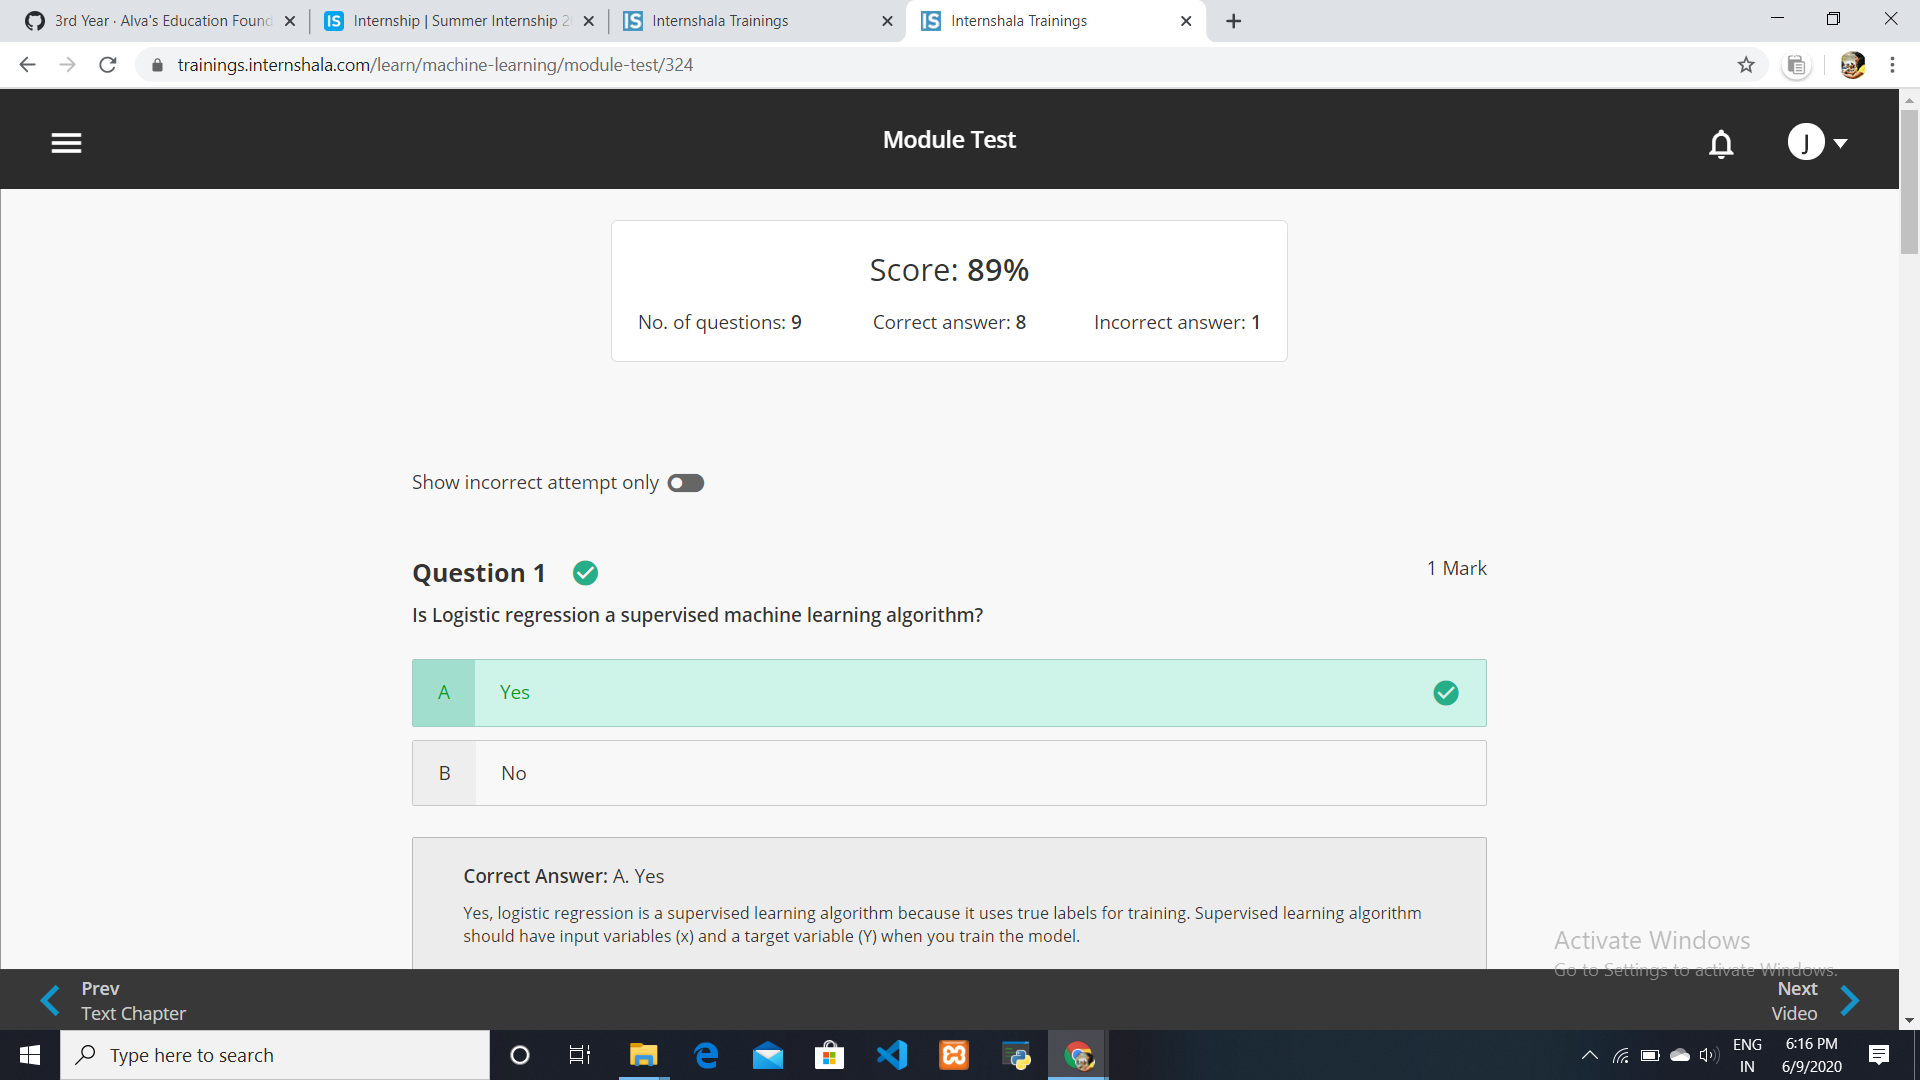 3rd Year · Alva's Education Found
Internship | Summer Internship 2
Internshala Trainings
Internshala Trainings
trainings.internshala.com/learn/machine-learning/module-test/324
Module Test
J
Score: 89%
No. of questions: 9 Correct answer: 8 Incorrect answer: 1
Show incorrect attempt only
Question 1
1 Mark
Is Logistic regression a supervised machine learning algorithm?
A Yes
B No
Correct Answer: A. Yes
Yes, logistic regression is a supervised learning algorithm because it uses true labels for training. Supervised learning algorithm
should have input variables (x) and a target variable (Y) when you train the model.
Activate Windows
Go to Settings to activate Windows.
Prev
Text Chapter
Next
Video
Type here to search
ENG
IN
6:16 PM
6/9/2020